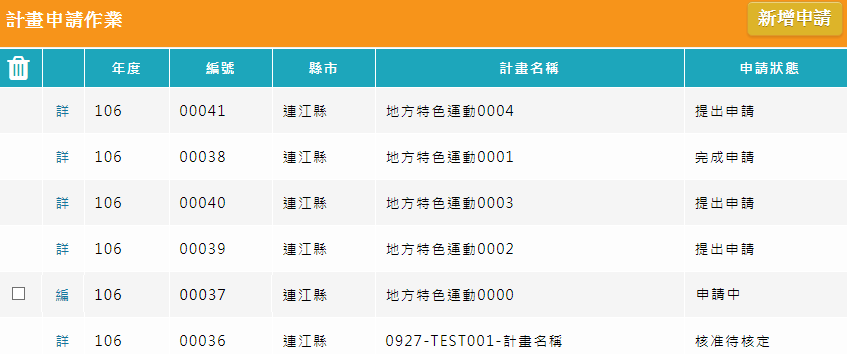 計畫申請作業 新增申請
年度 編號 縣市 計畫名稱 申請狀態
詳 106 00041 連江縣 地方特色運動0004 提出申請
詳 106 00038 連江縣 地方特色運動0001 完成申請
詳 106 00040 連江縣 地方特色運動0003 提出申請
詳 106 00039 連江縣 地方特色運動0002 提出申請
編 106 00037 連江縣 地方特色運動0000 申請中
詳 106 00036 連江縣 0927-TEST001-計畫名稱 核准待核定